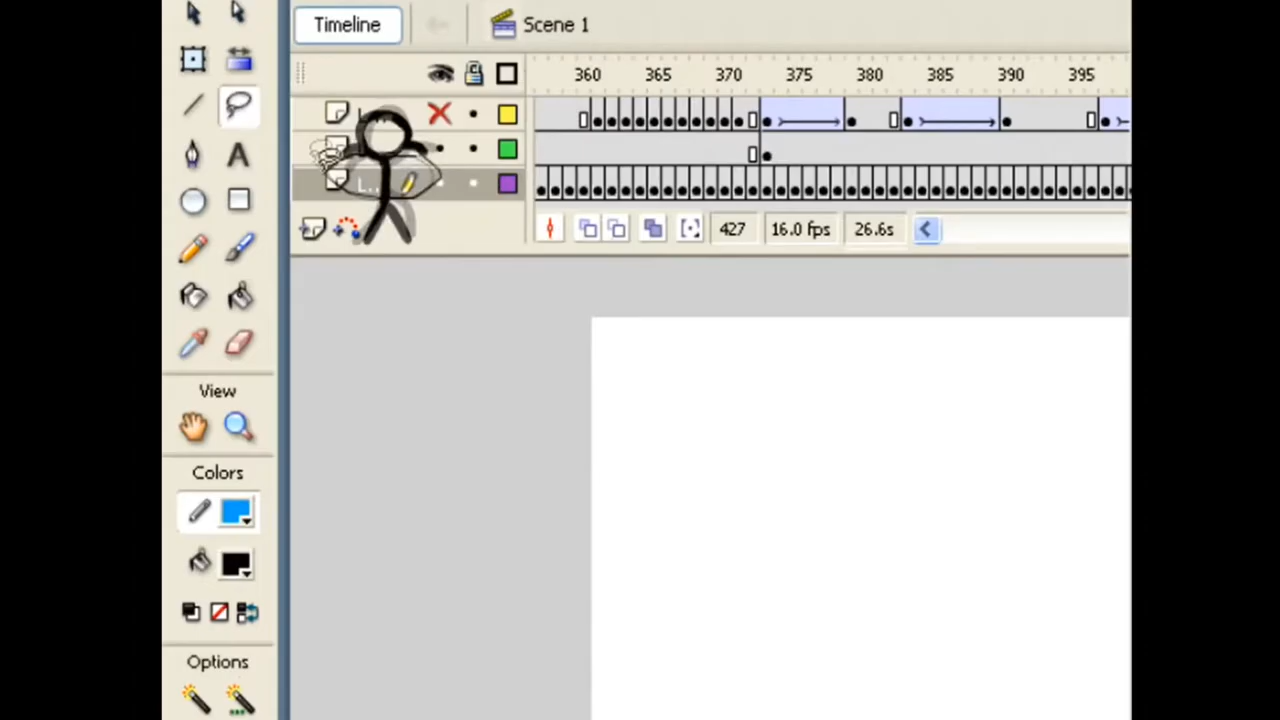 Timeline
Scene 1
360 365 370 375 380 385 390 395
427 16.0 fps 26.6s
A
View
Colors
Options